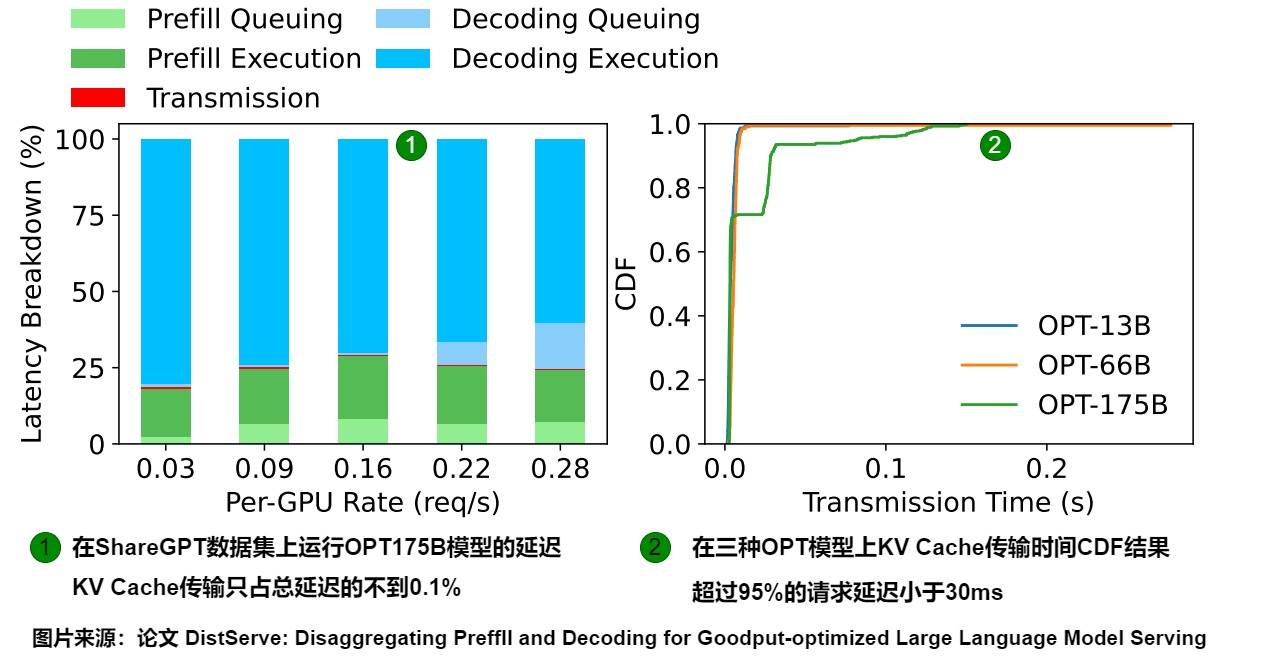 Prefill Queuing
Decoding Queuing
Prefill Execution
Decoding Execution
Transmission
Latency Breakdown (%)
100
75
50
25
0
1
0.03 0.09 0.16 0.22 0.28
Per-GPU Rate (req/s)
CDF
1.0
0.8
0.6
0.4
0.2
0.0
2
OPT-13B
OPT-66B
OPT-175B
0.0 0.1 0.2
Transmission Time (s)
1 在ShareGPT数据集上运行OPT175B模型的延迟
KV Cache传输只占总延迟的不到0.1%
2 在三种OPT模型上KV Cache传输时间CDF结果
超过95%的请求延迟小于30ms
图片来源：论文 DistServe: Disaggregating Preffll and Decoding for Goodput-optimized Large Language Model Serving